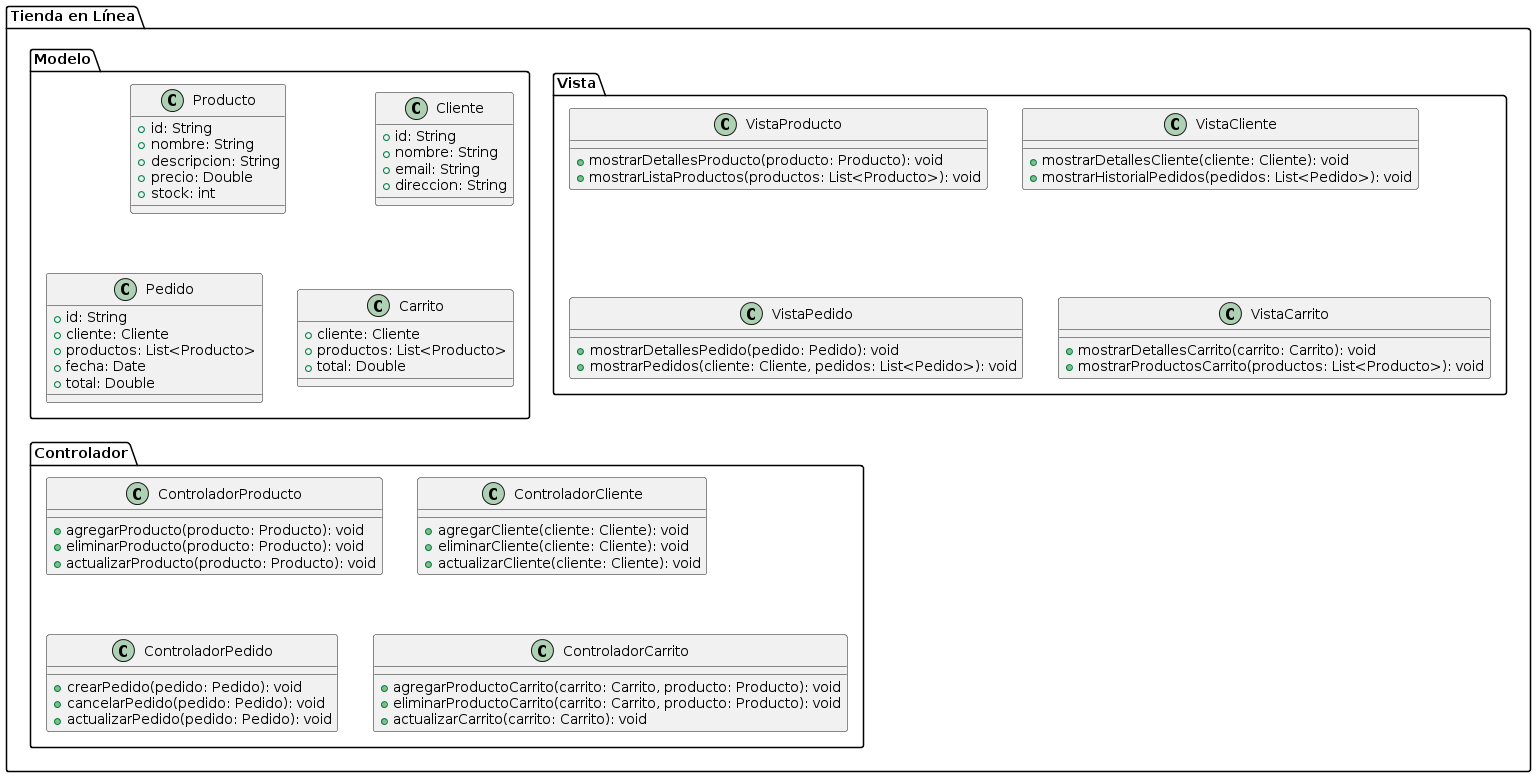 Tienda en Línea
Modelo
C Producto
id: String
nombre: String
descripcion: String
precio: Double
stock: int
C Cliente
id: String
nombre: String
email: String
direccion: String
C Pedido
id: String
cliente: Cliente
productos: List<Producto>
fecha: Date
total: Double
C Carrito
cliente: Cliente
productos: List<Producto>
total: Double
Vista
C VistaProducto
mostrarDetallesProducto(producto: Producto): void
mostrarListaProductos(productos: List<Producto>): void
C VistaCliente
mostrarDetallesCliente(cliente: Cliente): void
mostrarHistorialPedidos(pedidos: List<Pedido>): void
C VistaPedido
mostrarDetallesPedido(pedido: Pedido): void
mostrarPedidos(cliente: Cliente, pedidos: List<Pedido>): void
C VistaCarrito
mostrarDetallesCarrito(carrito: Carrito): void
mostrarProductosCarrito(productos: List<Producto>): void
Controlador
C ControladorProducto
agregarProducto(producto: Producto): void
eliminarProducto(producto: Producto): void
actualizarProducto(producto: Producto): void
C ControladorCliente
agregarCliente(cliente: Cliente): void
eliminarCliente(cliente: Cliente): void
actualizarCliente(cliente: Cliente): void
C ControladorPedido
crearPedido(pedido: Pedido): void
cancelarPedido(pedido: Pedido): void
actualizarPedido(pedido: Pedido): void
C ControladorCarrito
agregarProductoCarrito(carrito: Carrito, producto: Producto): void
eliminarProductoCarrito(carrito: Carrito, producto: Producto): void
actualizarCarrito(carrito: Carrito): void